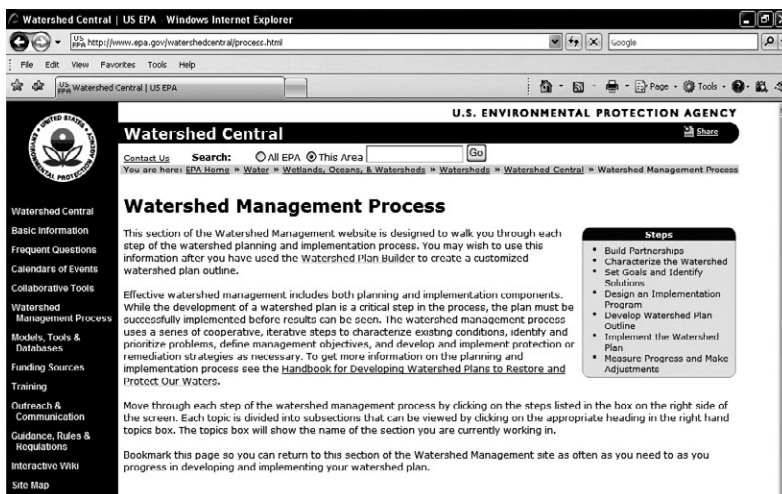 Watershed Central | US EPA - Windows Internet Explorer
US EPA http://www.epa.gov/watershedcentral/process.html
Google
File Edit View Favorites Tools Help
US EPA Watershed Central | US EPA
Page Tools
U.S. ENVIRONMENTAL PROTECTION AGENCY
Watershed Central
Share
Contact Us Search: All EPA This Area Go
You are here: EPA Home » Water » Wetlands, Oceans, & Watersheds » Watersheds » Watershed Central » Watershed Management Process
Watershed Central
Basic Information
Frequent Questions
Calendars of Events
Collaborative Tools
Watershed
Management Process
Models, Tools &
Databases
Funding Sources
Training
Outreach &
Communication
Guidance, Rules &
Regulations
Interactive Wiki
Site Map
Watershed Management Process
This section of the Watershed Management website is designed to walk you through each
step of the watershed planning and implementation process. You may wish to use this
information after you have used the Watershed Plan Builder to create a customized
watershed plan outline.
Effective watershed management includes both planning and implementation components.
While the development of a watershed plan is a critical step in the process, the plan must be
successfully implemented before results can be seen. The watershed management process
uses a series of cooperative, iterative steps to characterize existing conditions, identify and
prioritize problems, define management objectives, and develop and implement protection or
remediation strategies as necessary. To get more information on the planning and
implementation process see the Handbook for Developing Watershed Plans to Restore and
Protect Our Waters.
Move through each step of the watershed management process by clicking on the steps listed
in the box on the right side of
the screen. Each topic is divided into subsections that can be viewed by clicking on the appropriate heading in the right hand
topics box. The topics box will show the name of the section you are currently working in.
Bookmark this page so you can return to this section of the Watershed Management site as often as you need to as you
progress in developing and implementing your watershed plan.
Steps
• Build Partnerships
• Characterize the Watershed
• Set Goals and Identify
Solutions
• Design an Implementation
Program
• Develop Watershed Plan
Outline
• Implement the Watershed
Plan
• Measure Progress and Make
Adjustments